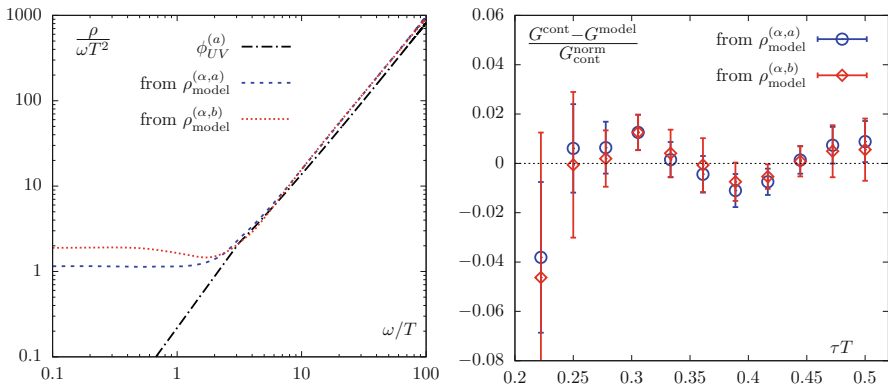 1000
100
10
1
0.1
ρ/ωT²
ϕ_UV^(a)
from ρ_model^(α,a)
from ρ_model^(α,b)
ω/T
0.1 1 10 100
0.06
0.04
0.02
0
−0.02
−0.04
−0.06
−0.08
G^cont−G^model/G_cont^norm
from ρ_model^(α,a)
from ρ_model^(α,b)
τT
0.2 0.25 0.3 0.35 0.4 0.45 0.5